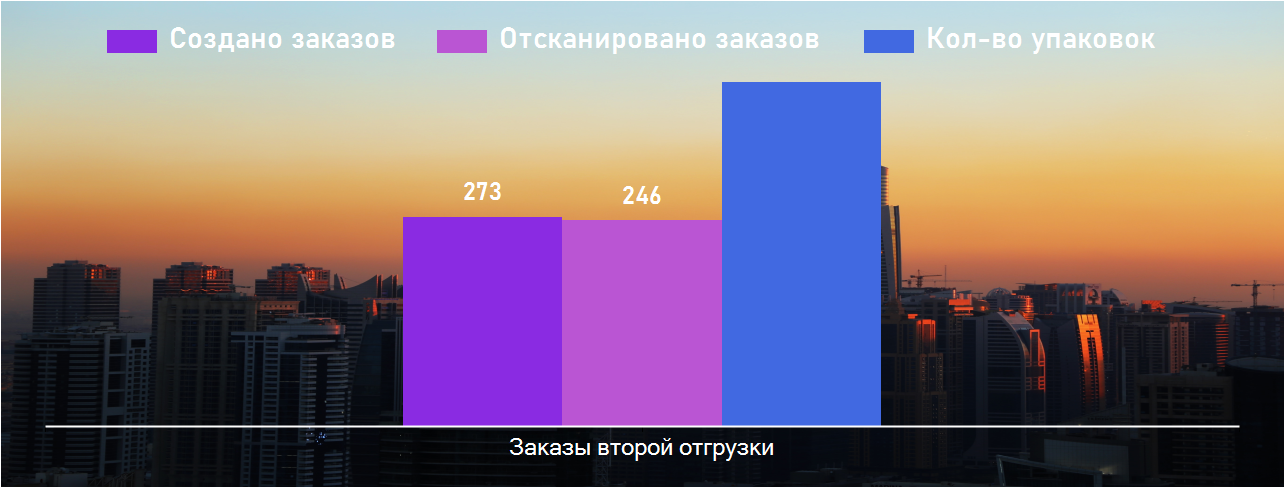 Создано заказов Отсканировано заказов Кол-во упаковок
273
246
Заказы второй отгрузки